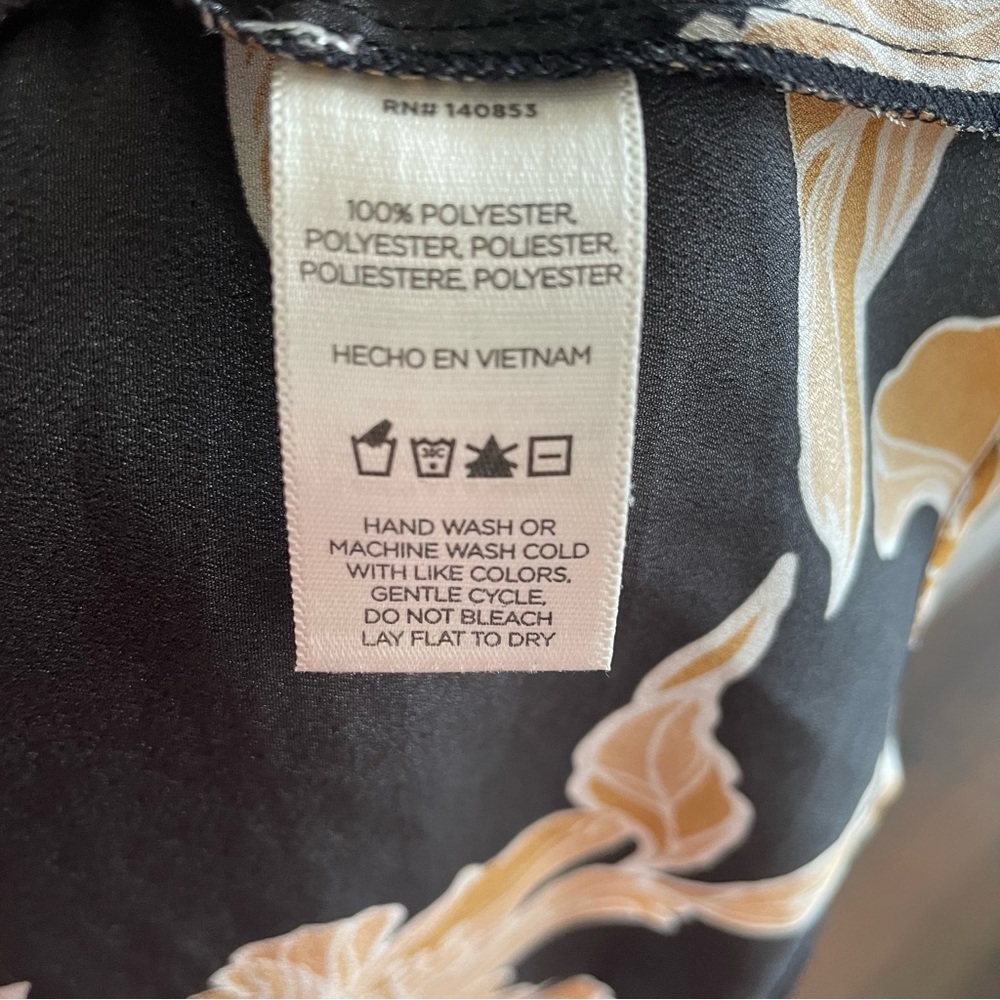 RN# 140853
100% POLYESTER,
POLYESTER, POLIESTER,
POLIESTERE, POLYESTER
HECHO EN VIETNAM
30C
HAND WASH OR
MACHINE WASH COLD
WITH LIKE COLORS,
GENTLE CYCLE,
DO NOT BLEACH
LAY FLAT TO DRY